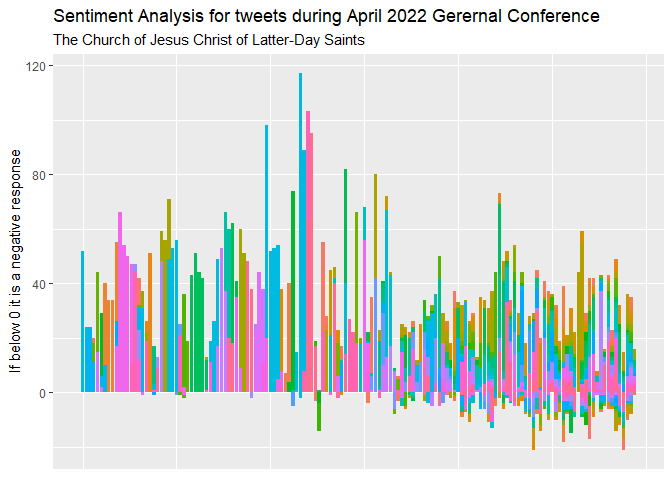 Sentiment Analysis for tweets during April 2022 Gerernal Conference
The Church of Jesus Christ of Latter-Day Saints
120
80
40
0
If below 0 it is a negative response